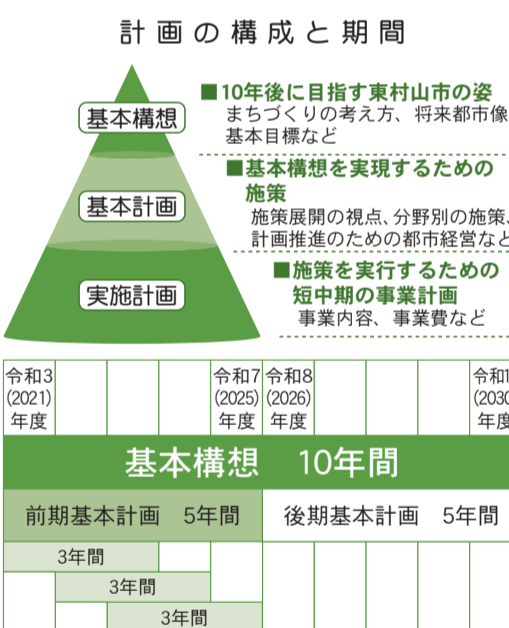 計画の構成と期間
基本構想
■10年後に目指す東村山市の姿
まちづくりの考え方、将来都市像
基本目標など
基本計画
■基本構想を実現するための
施策
施策展開の視点、分野別の施策、
計画推進のための都市経営など
実施計画
■施策を実行するための
短中期の事業計画
事業内容、事業費など
令和3 令和7 令和8 令和1
(2021) (2025) (2026) (2030
年度 年度 年度 年度
基本構想 10年間
前期基本計画 5年間 後期基本計画 5年間
3年間
3年間
3年間